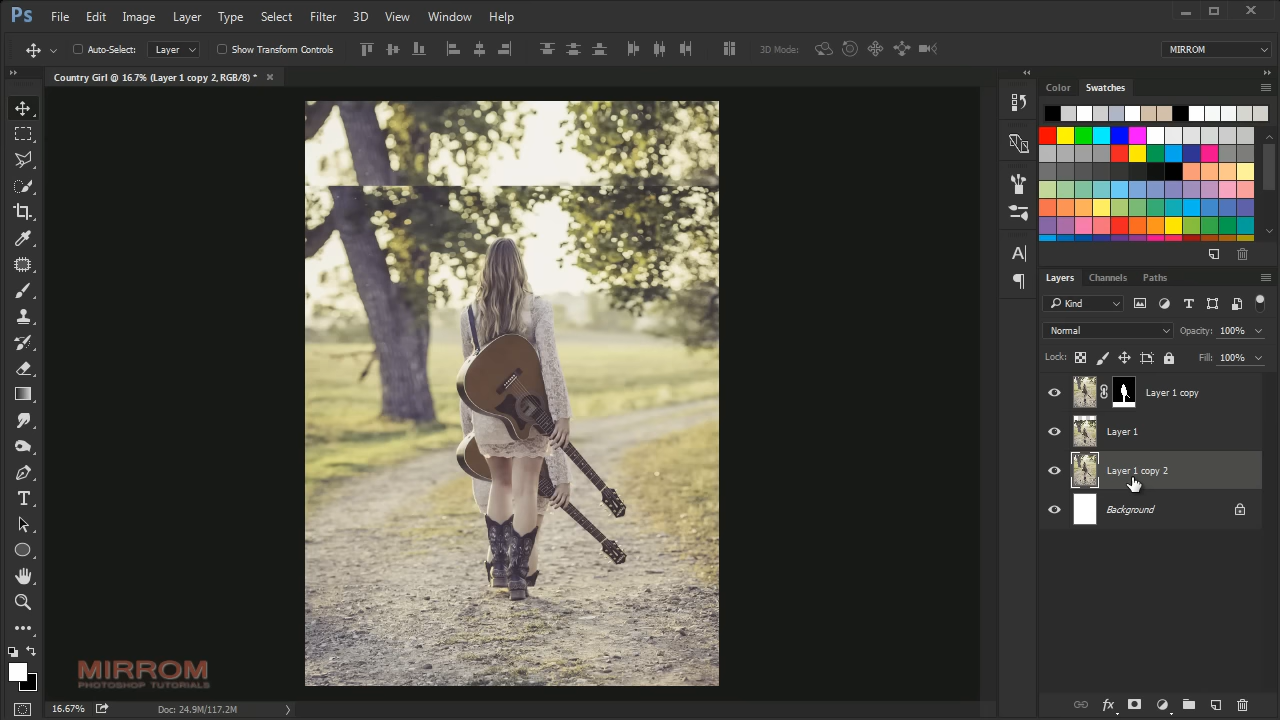 Ps File Edit Image Layer Type Select Filter 3D View Window Help
Auto-Select: Layer Show Transform Controls 3D Mode: MIRROM
Country Girl @ 16.7% (Layer 1 copy 2, RGB/8) * ×
Color Swatches
Layers Channels Paths
Kind
Normal Opacity: 100%
Lock: Fill: 100%
Layer 1 copy
Layer 1
Layer 1 copy 2
Background
MIRROM
PHOTOSHOP TUTORIALS
16.67% Doc: 24.9M/117.2M